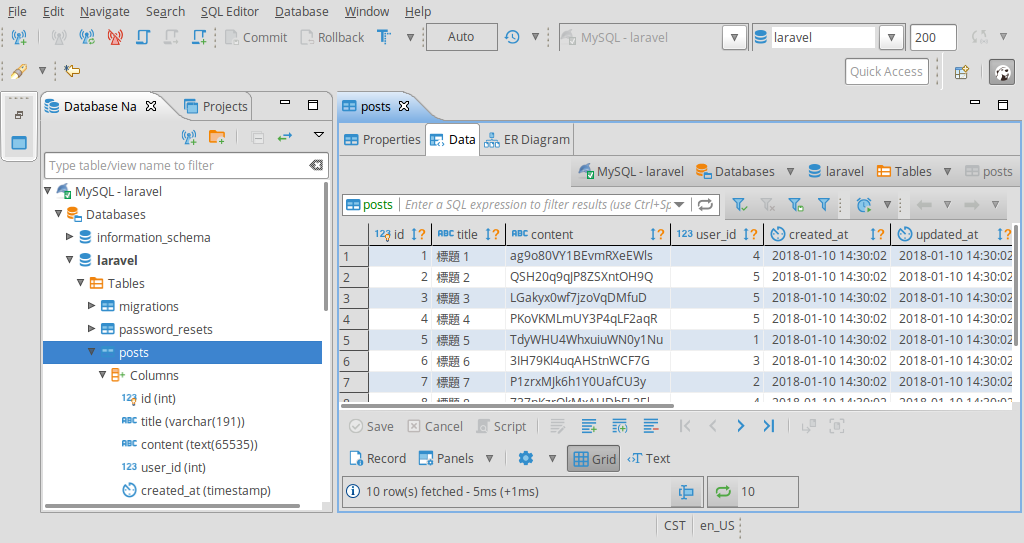 File Edit Navigate Search SQL Editor Database Window Help
Commit Rollback Auto MySQL - laravel laravel 200
Quick Access
Database Na Projects
Type table/view name to filter
MySQL - laravel
Databases
information_schema
laravel
Tables
migrations
password_resets
posts
Columns
id (int)
title (varchar(191))
content (text(65535))
user_id (int)
created_at (timestamp)
posts
Properties Data ER Diagram
MySQL - laravel Databases laravel Tables posts
posts Enter a SQL expression to filter results (use Ctrl+Sp
123 id ABC title ABC content 123 user_id created_at updated_at
1 1 標題 1 ag9o80VY1BEvmRXeEWls 4 2018-01-10 14:30:02 2018-01-10 14:30:02
2 2 標題 2 QSH20q9qJP8ZSXntOH9Q 5 2018-01-10 14:30:02 2018-01-10 14:30:02
3 3 標題 3 LGakyx0wf7jzoVqDMfuD 5 2018-01-10 14:30:02 2018-01-10 14:30:02
4 4 標題 4 PKoVKMLmUY3P4qLF2aqR 5 2018-01-10 14:30:02 2018-01-10 14:30:02
5 5 標題 5 TdyWHU4WhxuiuWN0y1Nu 1 2018-01-10 14:30:02 2018-01-10 14:30:02
6 6 標題 6 3IH79KI4uqAHStnWCF7G 3 2018-01-10 14:30:02 2018-01-10 14:30:02
7 7 標題 7 P1zrxMJk6h1Y0UafCU3y 2 2018-01-10 14:30:02 2018-01-10 14:30:02
Save Cancel Script
Record Panels Grid Text
10 row(s) fetched - 5ms (+1ms) 10
CST en_US